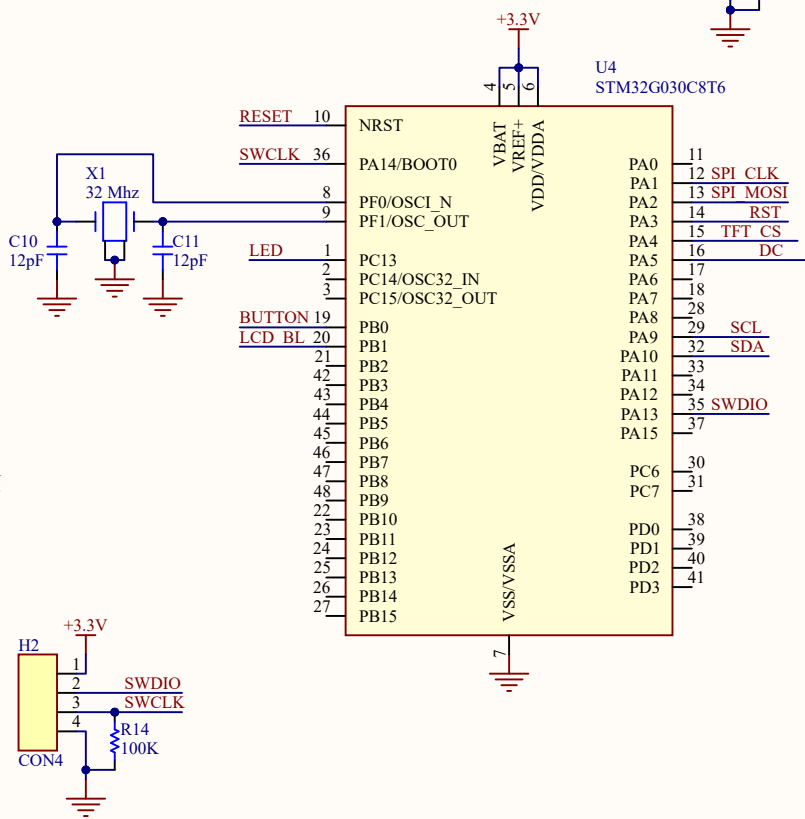 +3.3V
U4
STM32G030C8T6
4
5
6
VBAT
VREF+
VDD/VDDA
RESET 10 NRST
SWCLK 36 PA14/BOOT0
8 PF0/OSCI_N
9 PF1/OSC_OUT
X1
32 Mhz
C10
12pF
C11
12pF
LED 1 PC13
2 PC14/OSC32_IN
3 PC15/OSC32_OUT
BUTTON 19 PB0
LCD_BL 20 PB1
21 PB2
42 PB3
43 PB4
44 PB5
45 PB6
46 PB7
47 PB8
48 PB9
22 PB10
23 PB11
24 PB12
25 PB13
26 PB14
27 PB15
PA0 11
PA1 12 SPI_CLK
PA2 13 SPI_MOSI
PA3 14 RST
PA4 15 TFT_CS
PA5 16 DC
PA6 17
PA7 18
PA8 28
PA9 29 SCL
PA10 32 SDA
PA11 33
PA12 34
PA13 35 SWDIO
PA15 37
PC6 30
PC7 31
PD0 38
PD1 39
PD2 40
PD3 41
VSS/VSSA
7
+3.3V
H2
1
2 SWDIO
3 SWCLK
4
R14
100K
CON4